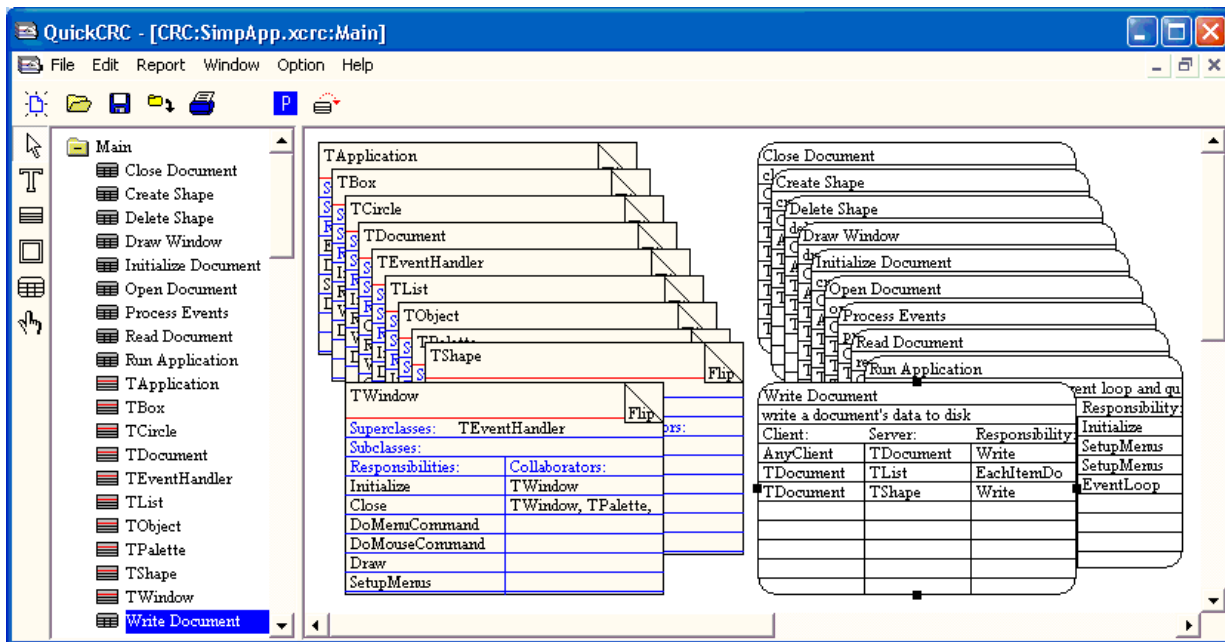 QuickCRC - [CRC:SimpApp.xcrc:Main]
File Edit Report Window Option Help
P
T
Main
Close Document
Create Shape
Delete Shape
Draw Window
Initialize Document
Open Document
Process Events
Read Document
Run Application
TApplication
TBox
TCircle
TDocument
TEventHandler
TList
TObject
TPalette
TShape
TWindow
Write Document
TApplication
TBox
TCircle
TDocument
TEventHandler
TList
TObject
TShape
Flip
TWindow
Flip
Superclasses: TEventHandler
Subclasses:
Responsibilities: Collaborators:
Initialize TWindow
Close TWindow, TPalette,
DoMenuCommand
DoMouseCommand
Draw
SetupMenus
Close Document
Create Shape
Delete Shape
Draw Window
Initialize Document
Open Document
Process Events
Read Document
Run Application
ent loop and qu
Responsibility:
Initialize
SetupMenus
SetupMenus
EventLoop
Write Document
write a document's data to disk
Client: Server: Responsibility:
AnyClient TDocument Write
TDocument TList EachItemDo
TDocument TShape Write